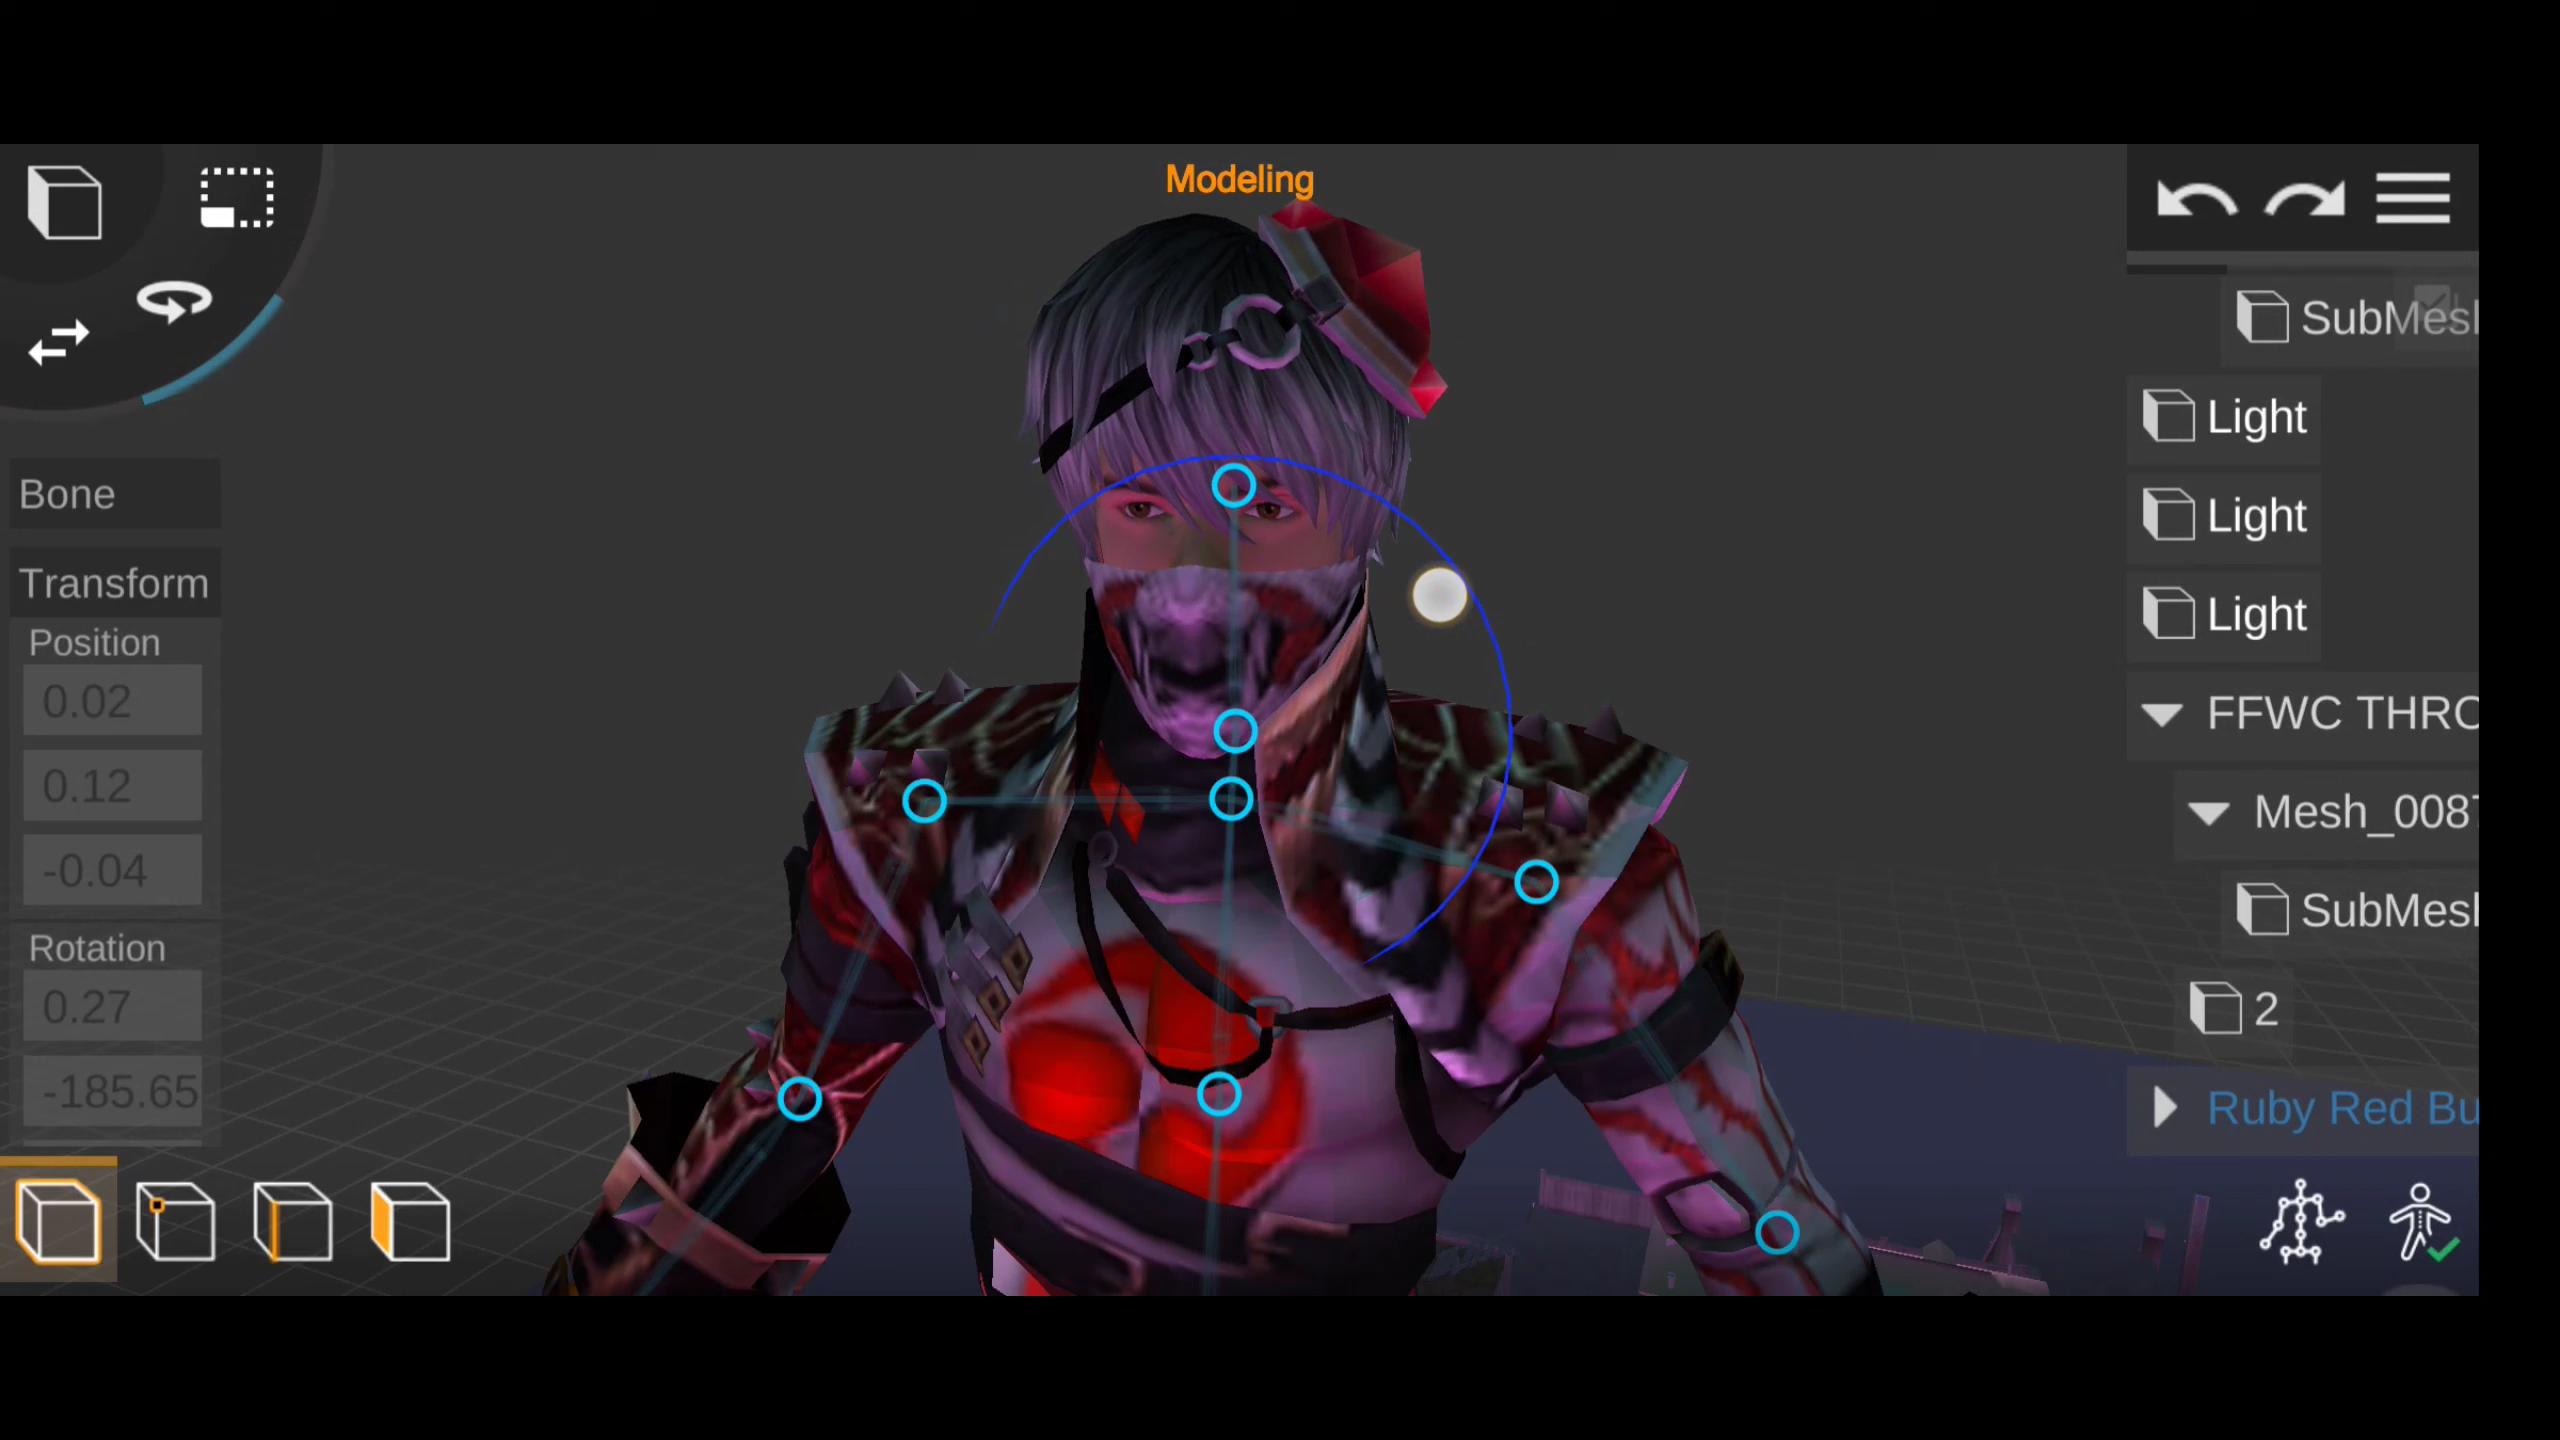 Modeling
Bone
Transform
Position
0.02
0.12
-0.04
Rotation
0.27
-185.65
SubMesh
Light
Light
Light
FFWC THRO
Mesh_0087
SubMesh
2
Ruby Red Bu